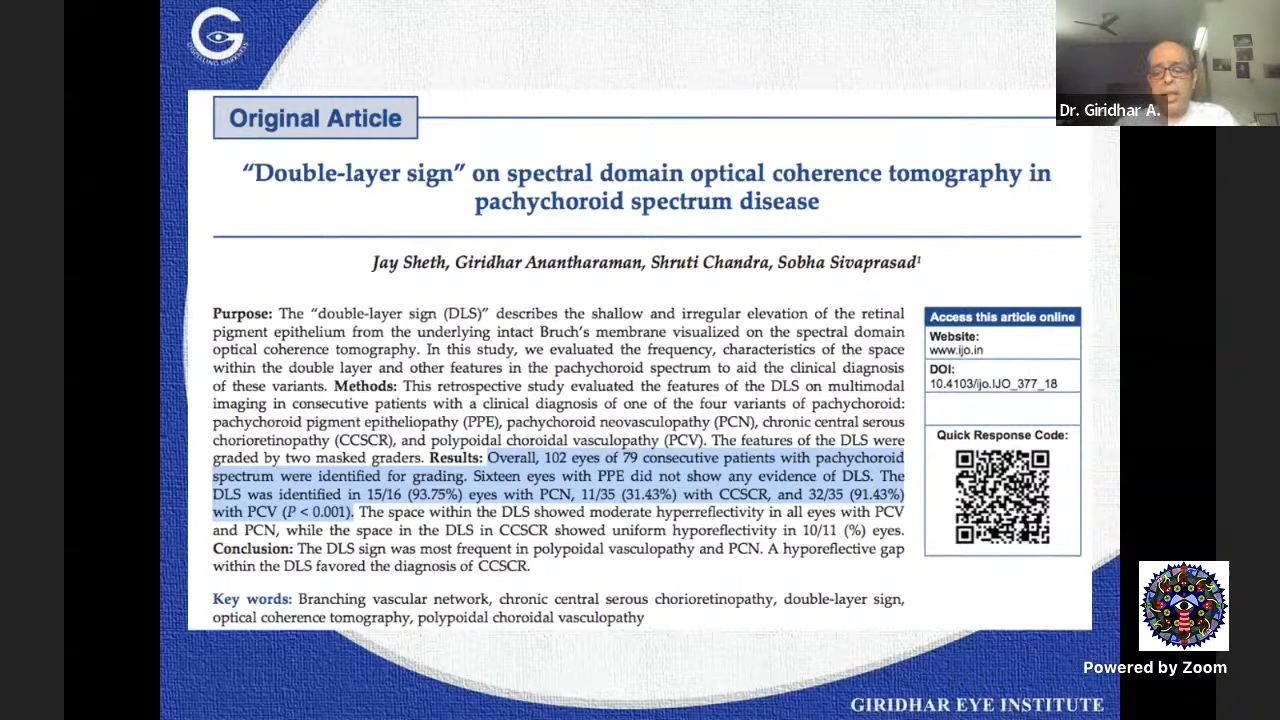 DISPELLING DARKNESS
Dr. Giridhar A.
Original Article
“Double-layer sign” on spectral domain optical coherence tomography in
pachychoroid spectrum disease
Jay Sheth, Giridhar Anantharaman, Shruti Chandra, Sobha Sivaprasad¹
Purpose: The “double-layer sign (DLS)” describes the shallow and irregular elevation of the retinal
pigment epithelium from the underlying intact Bruch’s membrane visualized on the spectral domain
optical coherence tomography. In this study, we evaluated the frequency, characteristics of the space
within the double layer and other features in the pachychoroid spectrum to aid the clinical diagnosis
of these variants. Methods: This retrospective study evaluated the features of the DLS on multimodal
imaging in consecutive patients with a clinical diagnosis of one of the four variants of pachychoroid:
pachychoroid pigment epitheliopathy (PPE), pachychoroid neovasculopathy (PCN), chronic central serous
chorioretinopathy (CCSCR), and polypoidal choroidal vasculopathy (PCV). The features of the DLS were
graded by two masked graders. Results: Overall, 102 eyes of 79 consecutive patients with pachychoroid
spectrum were identified for grading. Sixteen eyes with PPE did not show any evidence of DLS. The
DLS was identified in 15/16 (93.75%) eyes with PCN, 11/35 (31.43%) with CCSCR, and 32/35 (91.43%)
with PCV (P < 0.001). The space within the DLS showed moderate hyperreflectivity in all eyes with PCV
and PCN, while the space in the DLS in CCSCR showed uniform hyporeflectivity in 10/11 (%) eyes.
Conclusion: The DLS sign was most frequent in polypoidal vasculopathy and PCN. A hyporeflective gap
within the DLS favored the diagnosis of CCSCR.
Key words: Branching vascular network, chronic central serous chorioretinopathy, double-layer sign,
optical coherence tomography, polypoidal choroidal vasculopathy
Access this article online
Website:
www.ijo.in
DOI:
10.4103/ijo.IJO_377_18
Quick Response Code:
Powered by Zoom
GIRIDHAR EYE INSTITUTE